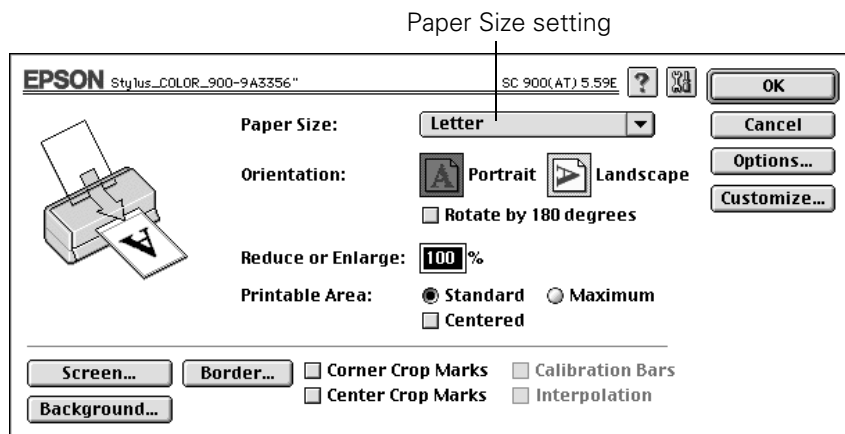 Paper Size setting
EPSON Stylus_COLOR_900-9A3356" SC 900(AT) 5.59E ? OK
Paper Size: Letter Cancel
Orientation: A Portrait A Landscape Options...
Rotate by 180 degrees Customize...
A
Reduce or Enlarge: 100 %
Printable Area: Standard Maximum
Centered
Screen... Border... Corner Crop Marks Calibration Bars
Background... Center Crop Marks Interpolation